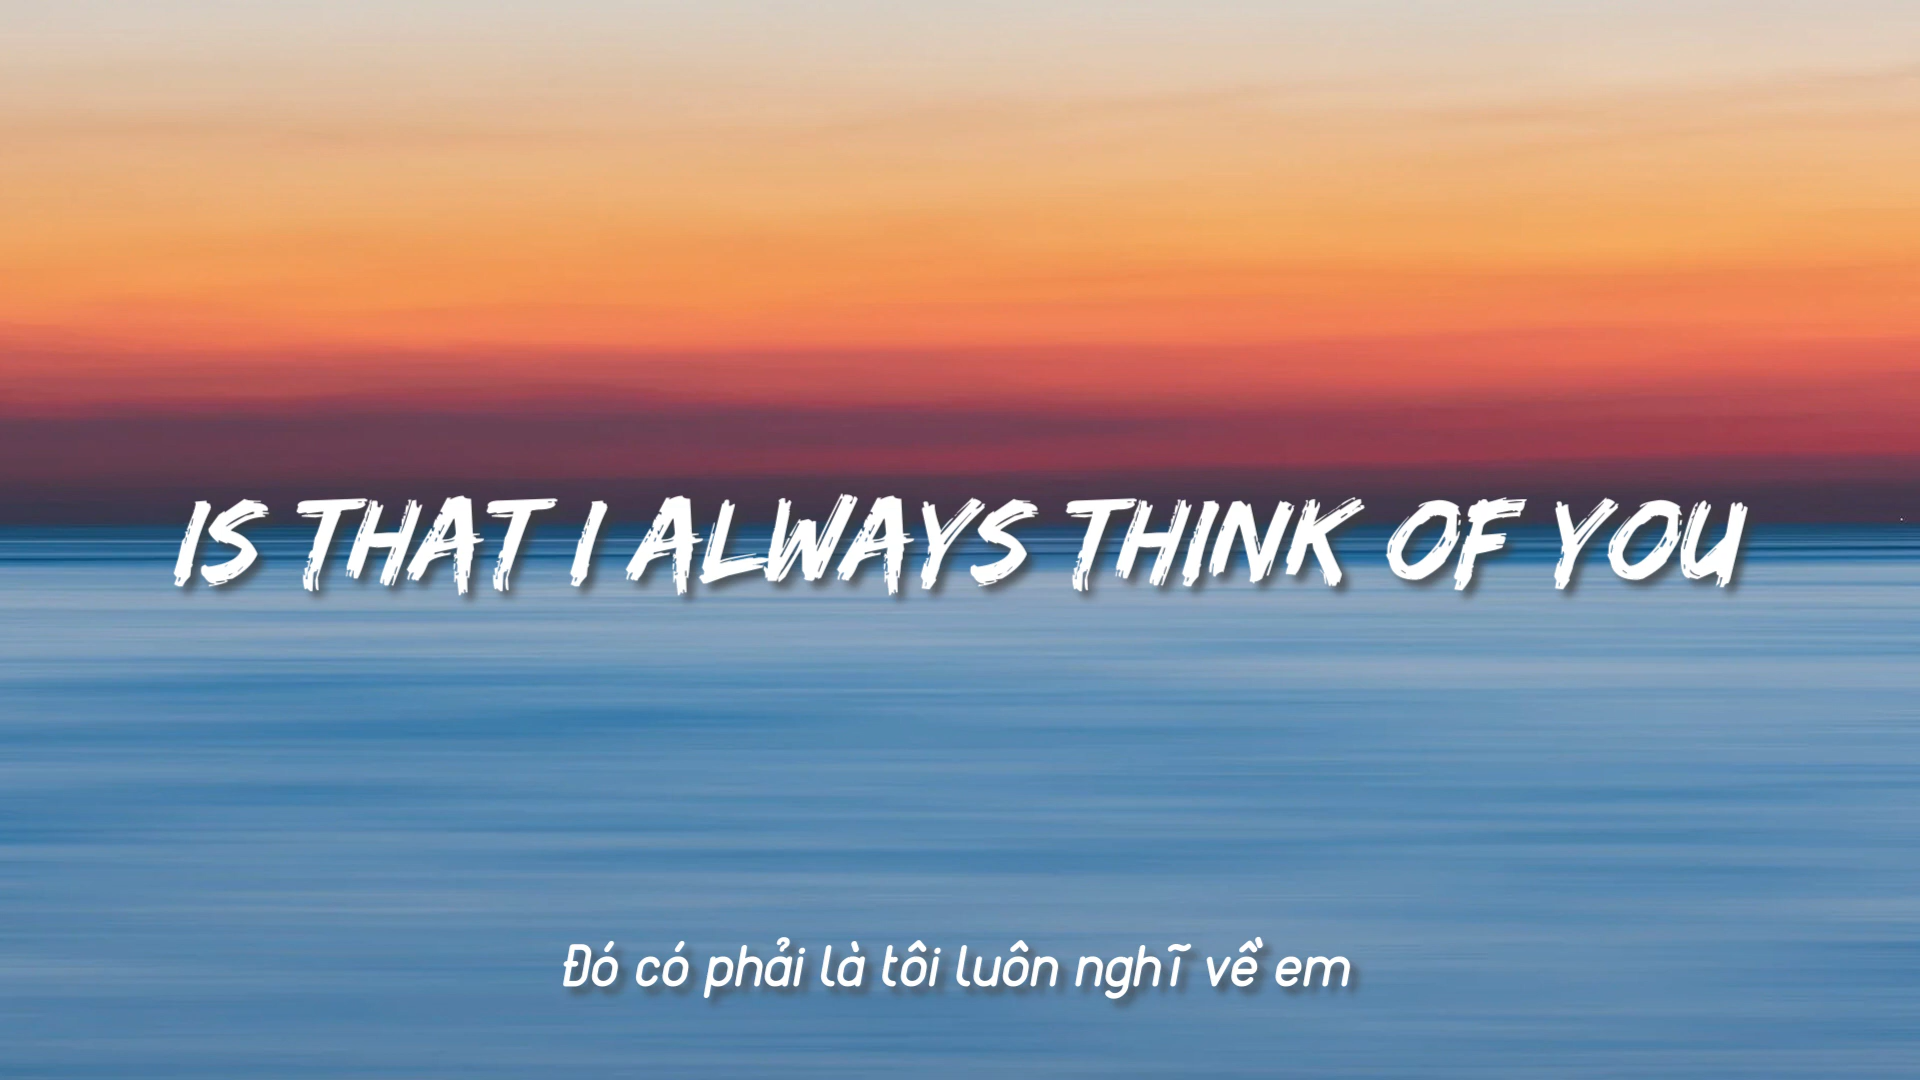 IS THAT I ALWAYS THINK OF YOU
Đó có phải là tôi luôn nghĩ về em